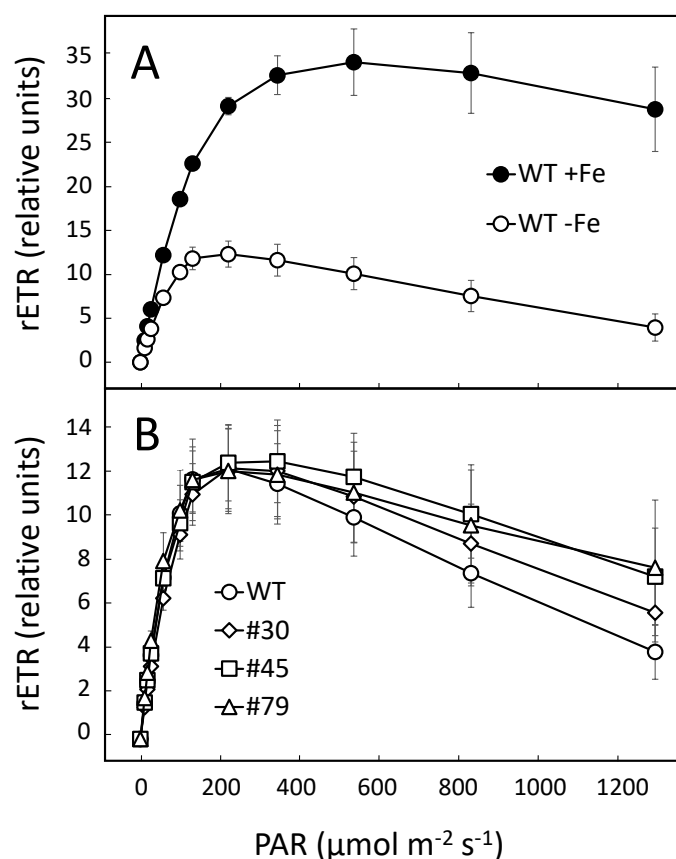 A
35
30
25
20
15
10
5
0
rETR (relative units)
WT +Fe
WT -Fe
B
14
12
10
8
6
4
2
0
rETR (relative units)
WT
#30
#45
#79
0 200 400 600 800 1000 1200
PAR (μmol m⁻² s⁻¹)